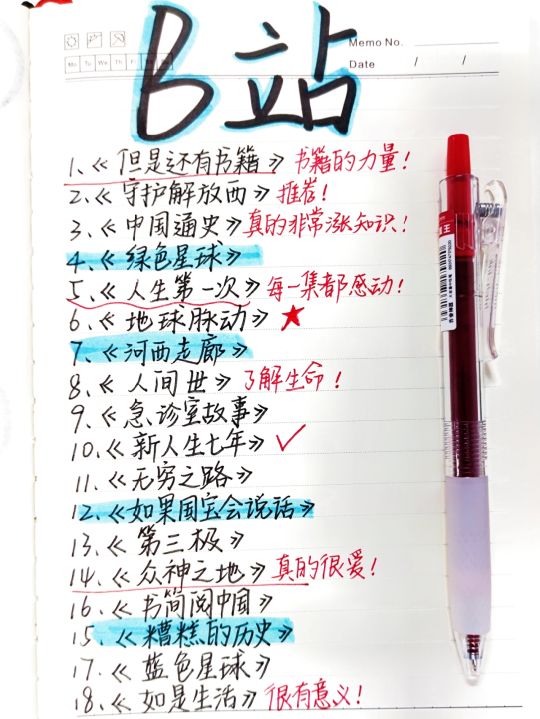 B站
Memo No.
Mo Tu We Th Fr
Date / /
1、《但是还有书籍》书籍的力量！
2、《守护解放西》推荐！
3、《中国通史》真的非常涨知识！
4、《绿色星球》
5、《人生第一次》每一集都感动！
6、《地球脉动》★
7、《河西走廊》
8、《人间世》了解生命！
9、《急诊室故事》
10、《新人生七年》✓
11、《无穷之路》
12、《如果国宝会说话》
13、《第三极》
14、《众神之地》真的很爱！
16、《书简阅中国》
15、《糟糕的历史》
17、《蓝色星球》
18、《如是生活》很有意义！